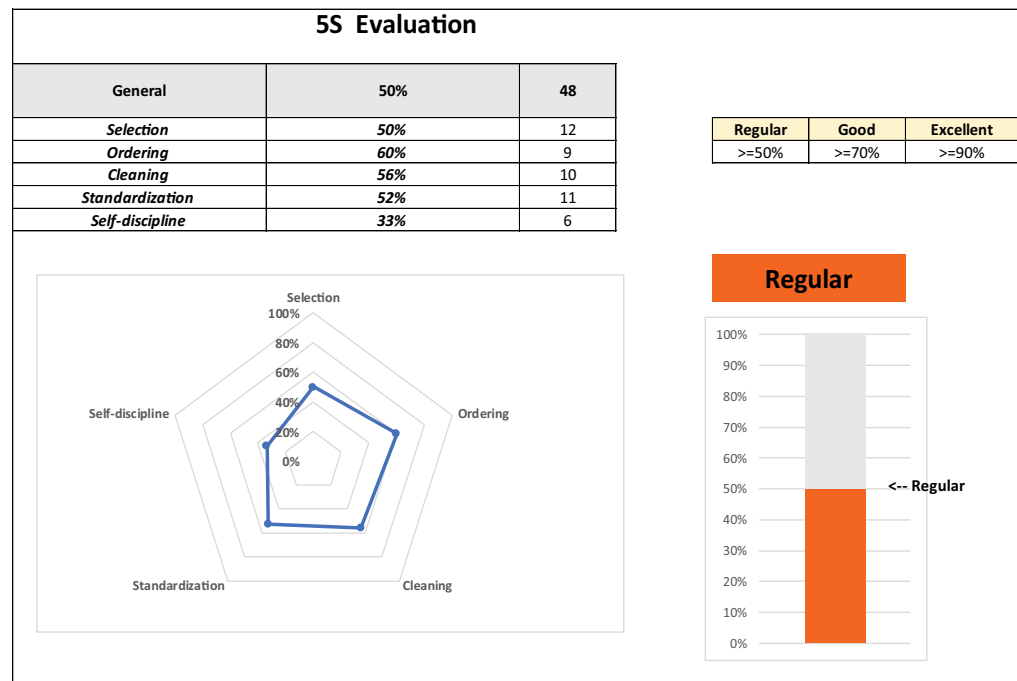 5S Evaluation
General 50% 48
Selection 50% 12
Ordering 60% 9
Cleaning 56% 10
Standardization 52% 11
Self-discipline 33% 6
Regular Good Excellent
>=50% >=70% >=90%
Selection
100%
80%
60%
40%
20%
0%
Self-discipline
Ordering
Standardization
Cleaning
Regular
100%
90%
80%
70%
60%
50%
40%
30%
20%
10%
0%
<-- Regular